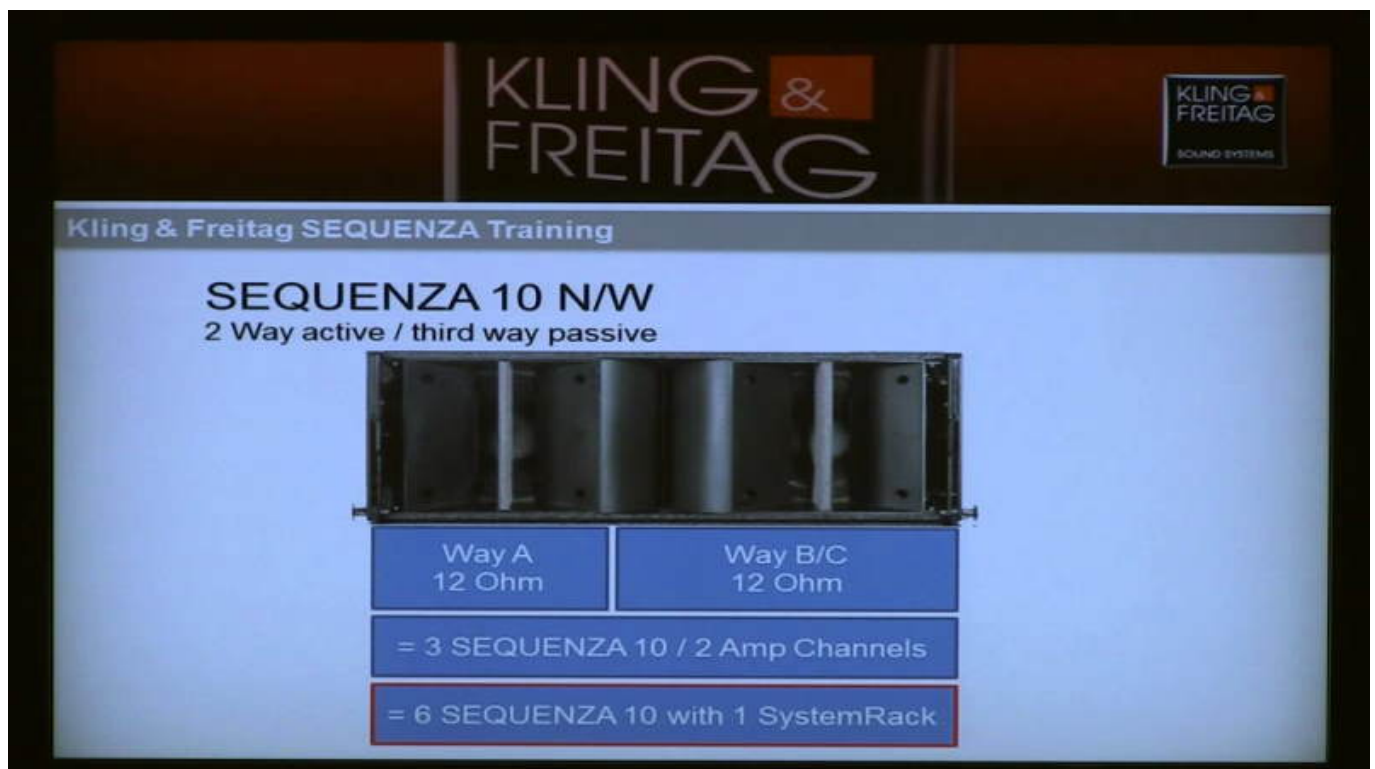 KLING &
FREITAG
KLING &
FREITAG
SOUND SYSTEMS
Kling & Freitag SEQUENZA Training
SEQUENZA 10 N/W
2 Way active / third way passive
Way A
12 Ohm
Way B/C
12 Ohm
= 3 SEQUENZA 10 / 2 Amp Channels
= 6 SEQUENZA 10 with 1 SystemRack